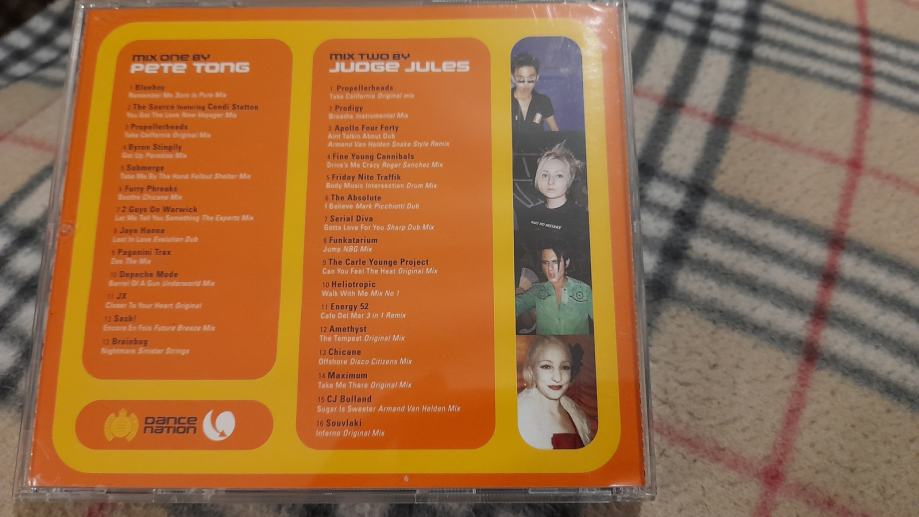 MIX ONE BY
PETE TONG
1 Blueboy
Remember Me Sure Is Pure Mix
2 The Source featuring Candi Statton
You Got The Love Now Voyager Mix
3 Propellerheads
Take California Original Mix
4 Byron Stingily
Get Up Parados Mix
5 Submerge
Take Me By The Hand Fallout Shelter Mix
6 Furry Phreaks
Soothe Chicane Mix
7 2 Guys On Warwick
Let Me Tell You Something The Experts Mix
8 Jaye Hanna
Lost In Love Evolution Dub
9 Paganini Trax
Zoe The Mix
10 Depeche Mode
Barrel Of A Gun Underworld Mix
11 JX
Closer To Your Heart Original
12 Sash!
Encore En Fois Future Breeze Mix
13 Brainbug
Nightmare Sinister Strings
DANCE
NATION
MIX TWO BY
JUDGE JULES
1 Propellerheads
Take California Original mix
2 Prodigy
Breathe Instrumental Mix
3 Apollo Four Forty
Aint Talkin About Dub
Armand Van Helden Snake Style Remix
4 Fine Young Cannibals
Drive's Me Crazy Roger Sanchez Mix
5 Friday Nite Traffik
Body Music Intersection Drum Mix
6 The Absolute
I Believe Mark Picchiotti Dub
7 Serial Diva
Gotta Love For You Sharp Dub Mix
8 Funkatarium
Jump NBG Mix
9 The Carle Younge Project
Can You Feel The Heat Original Mix
10 Heliotropic
Walk With Me Mix No 1
11 Energy 52
Cafe Del Mar 3 in 1 Remix
12 Amethyst
The Tempest Original Mix
13 Chicane
Offshore Disco Citizens Mix
14 Maximum
Take Me There Original Mix
15 CJ Bolland
Sugar Is Sweeter Armand Van Helden Mix
16 Souvlaki
Inferno Original Mix